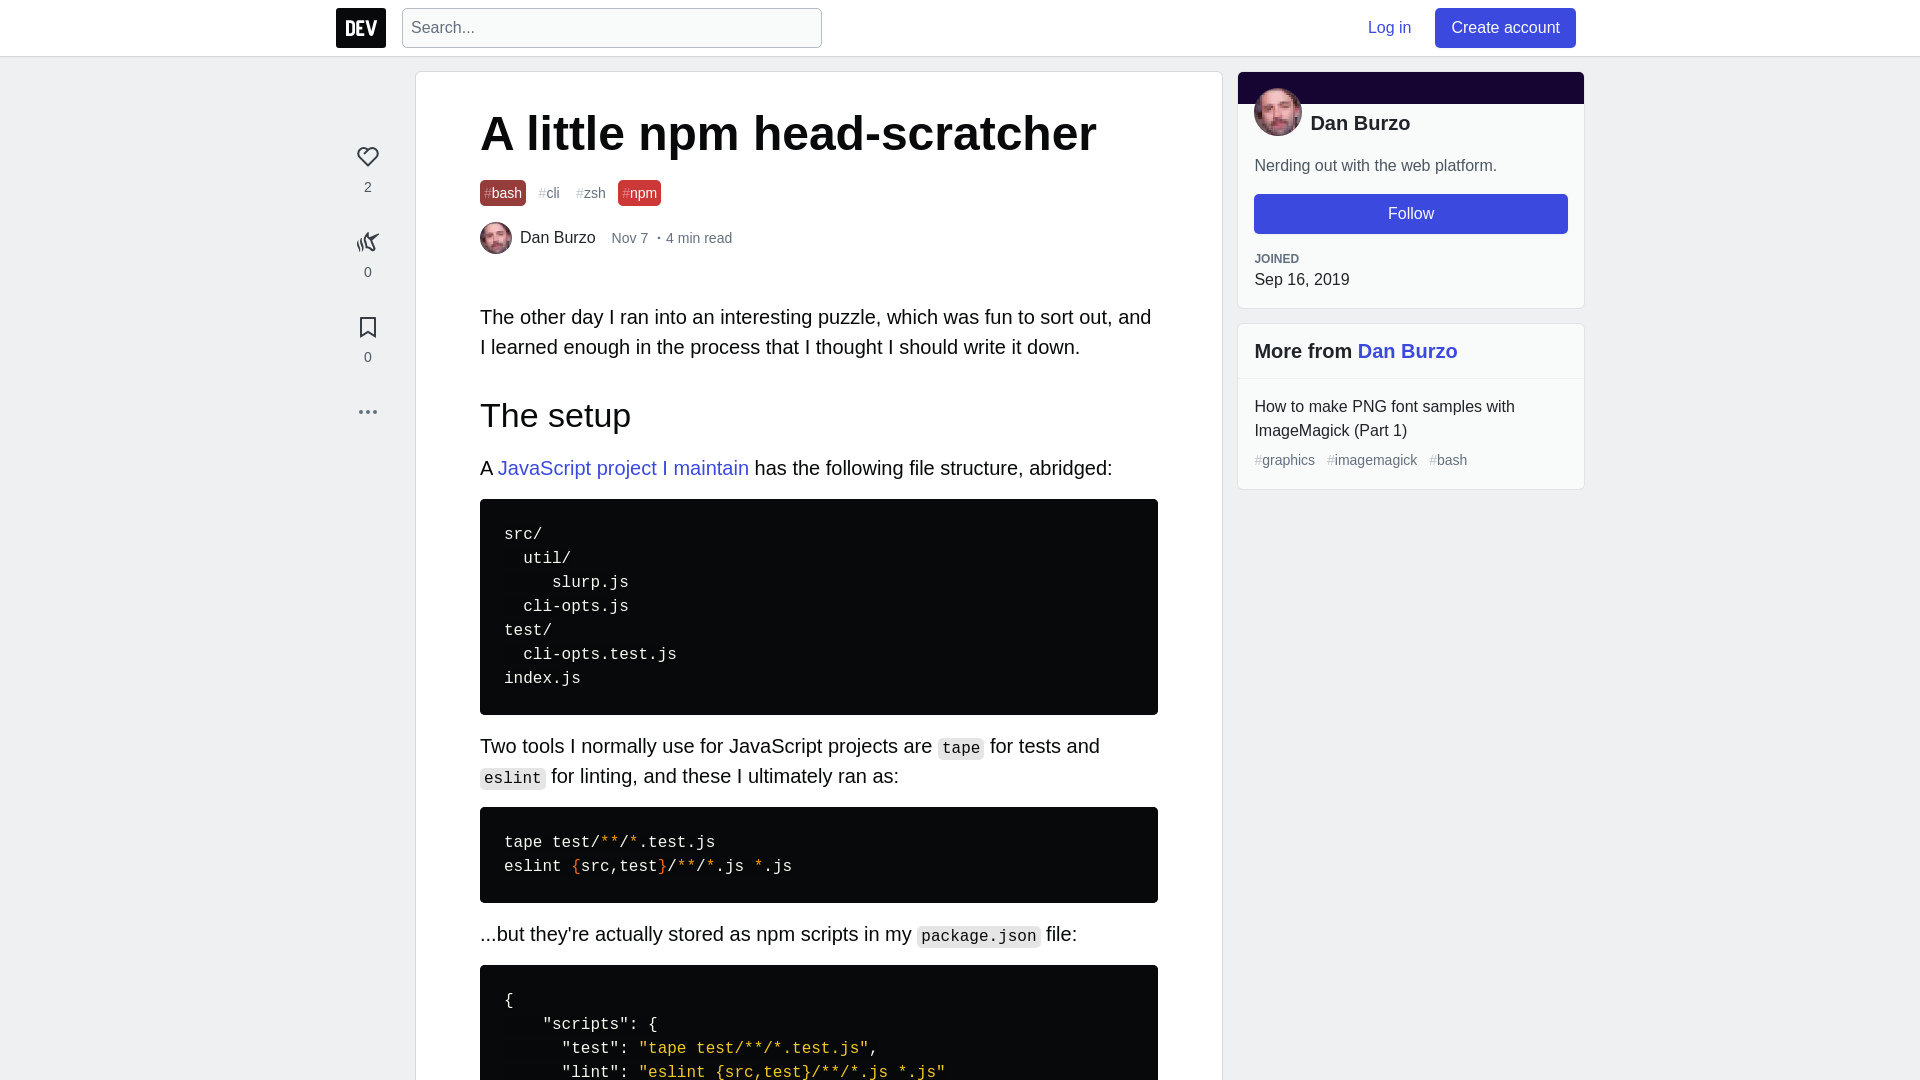 DEV
Search...
Log in
Create account
A little npm head-scratcher
#bash #cli #zsh #npm
Dan Burzo Nov 7 ・4 min read
2
0
0
The other day I ran into an interesting puzzle, which was fun to sort out, and
I learned enough in the process that I thought I should write it down.
The setup
A JavaScript project I maintain has the following file structure, abridged:
src/
  util/
     slurp.js
  cli-opts.js
test/
  cli-opts.test.js
index.js
Two tools I normally use for JavaScript projects are tape for tests and
eslint for linting, and these I ultimately ran as:
tape test/**/*.test.js
eslint {src,test}/**/*.js *.js
...but they're actually stored as npm scripts in my package.json file:
{
    "scripts": {
      "test": "tape test/**/*.test.js",
      "lint": "eslint {src,test}/**/*.js *.js"
Dan Burzo
Nerding out with the web platform.
Follow
JOINED
Sep 16, 2019
More from Dan Burzo
How to make PNG font samples with
ImageMagick (Part 1)
#graphics #imagemagick #bash